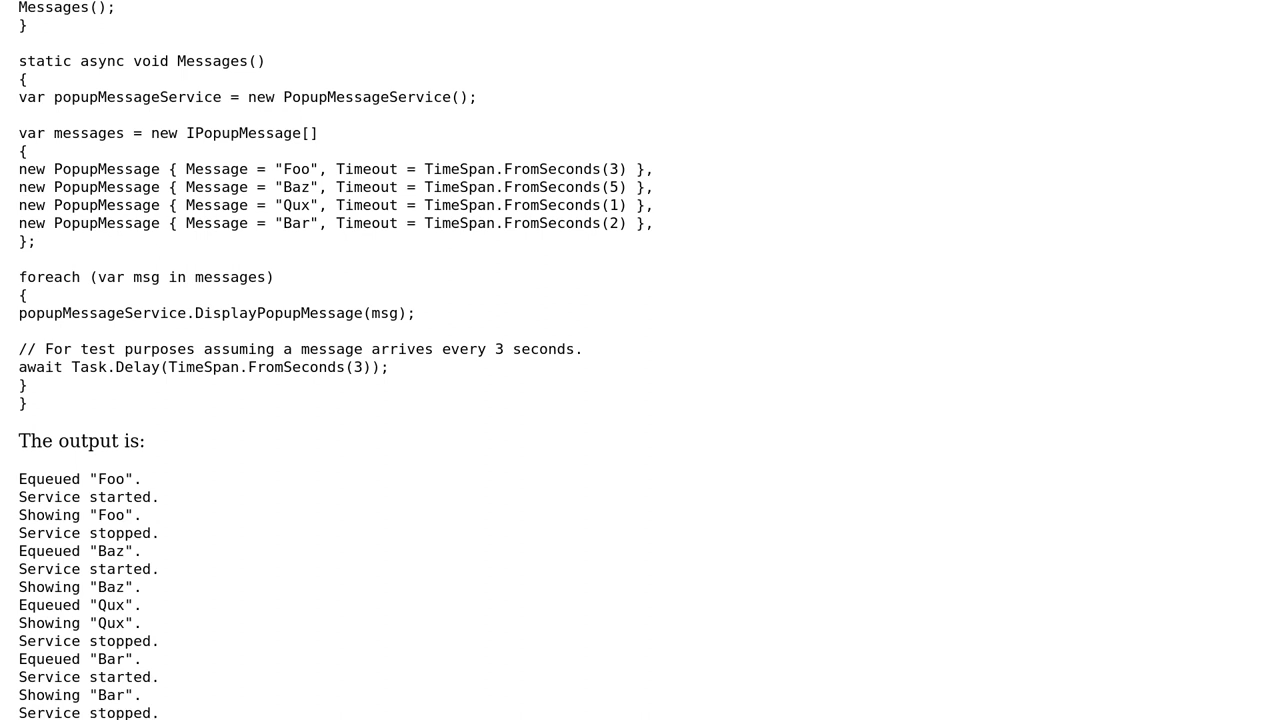 Messages();
}
static async void Messages()
{
var popupMessageService = new PopupMessageService();
var messages = new IPopupMessage[]
{
new PopupMessage { Message = "Foo", Timeout = TimeSpan.FromSeconds(3) },
new PopupMessage { Message = "Baz", Timeout = TimeSpan.FromSeconds(5) },
new PopupMessage { Message = "Qux", Timeout = TimeSpan.FromSeconds(1) },
new PopupMessage { Message = "Bar", Timeout = TimeSpan.FromSeconds(2) },
};
foreach (var msg in messages)
{
popupMessageService.DisplayPopupMessage(msg);
// For test purposes assuming a message arrives every 3 seconds.
await Task.Delay(TimeSpan.FromSeconds(3));
}
}
The output is:
Equeued "Foo".
Service started.
Showing "Foo".
Service stopped.
Equeued "Baz".
Service started.
Showing "Baz".
Equeued "Qux".
Showing "Qux".
Service stopped.
Equeued "Bar".
Service started.
Showing "Bar".
Service stopped.